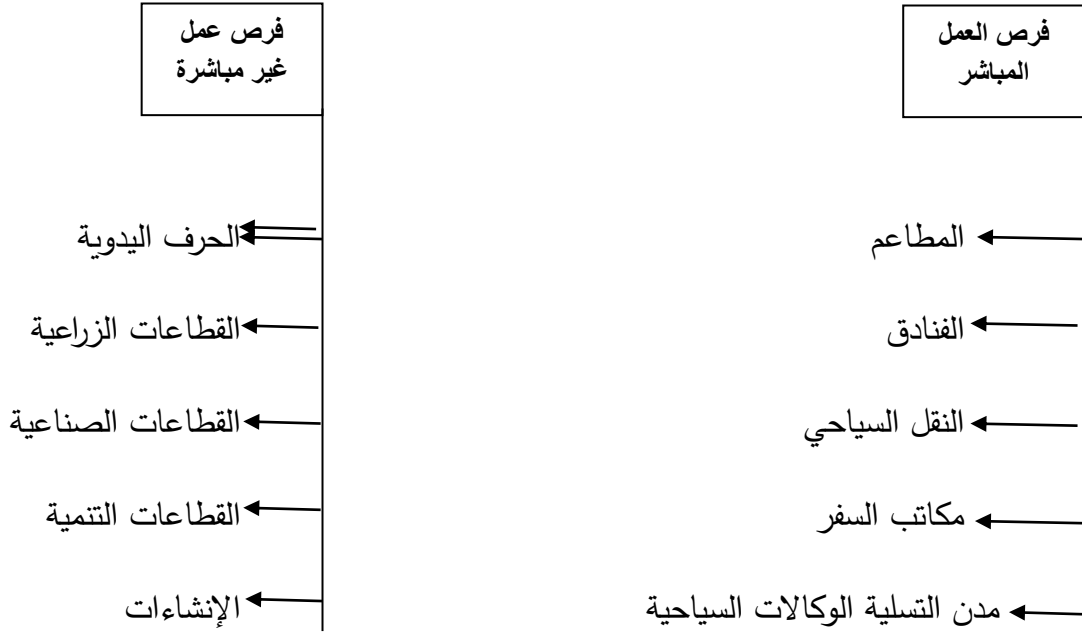 فرص العمل
المباشر
المطاعم
الفنادق
النقل السياحي
مكاتب السفر
مدن التسلية الوكالات السياحية
فرص عمل
غير مباشرة
الحرف اليدوية
القطاعات الزراعية
القطاعات الصناعية
القطاعات التنمية
الإنشاءات